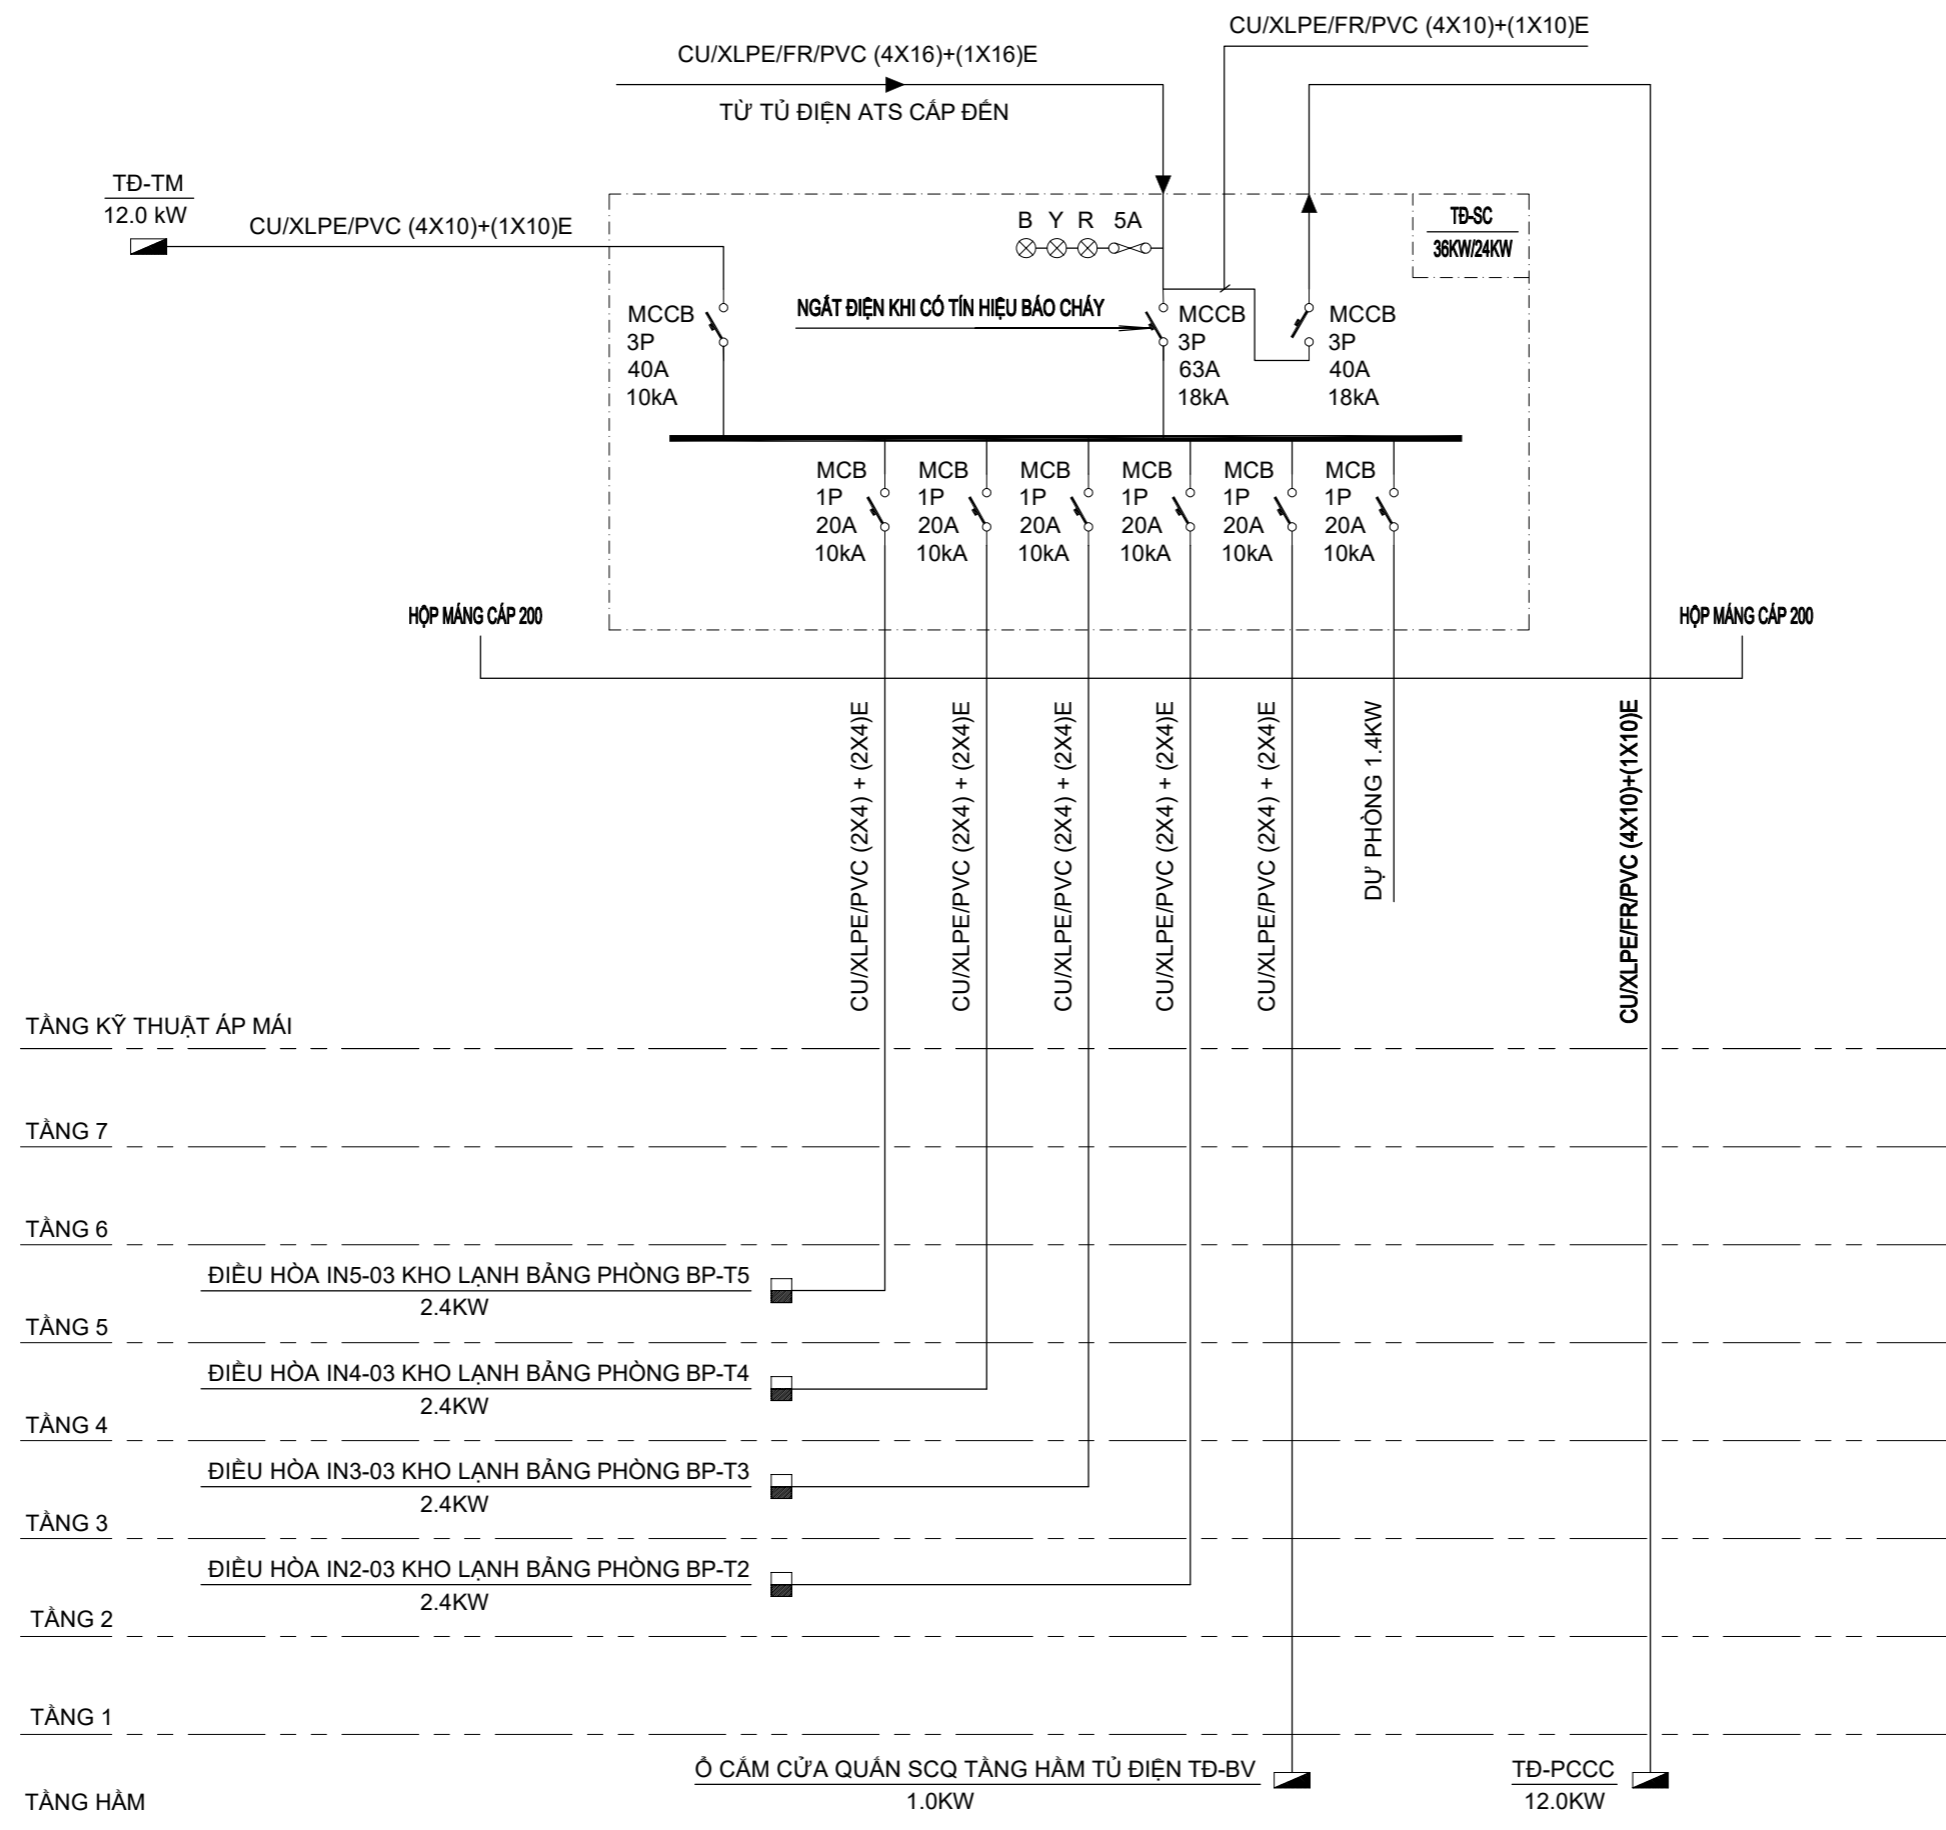 CU/XLPE/FR/PVC (4X10)+(1X10)E
CU/XLPE/FR/PVC (4X16)+(1X16)E
TỪ TỦ ĐIỆN ATS CẤP ĐẾN
TĐ-TM
12.0 kW
CU/XLPE/PVC (4X10)+(1X10)E
B Y R 5A
TĐ-SC
36KW/24KW
NGẮT ĐIỆN KHI CÓ TÍN HIỆU BÁO CHÁY
MCCB
3P
40A
10kA
MCCB
3P
63A
18kA
MCCB
3P
40A
18kA
MCB
1P
20A
10kA
MCB
1P
20A
10kA
MCB
1P
20A
10kA
MCB
1P
20A
10kA
MCB
1P
20A
10kA
MCB
1P
20A
10kA
HỘP MÁNG CÁP 200
HỘP MÁNG CÁP 200
CU/XLPE/PVC (2X4) + (2X4)E
CU/XLPE/PVC (2X4) + (2X4)E
CU/XLPE/PVC (2X4) + (2X4)E
CU/XLPE/PVC (2X4) + (2X4)E
CU/XLPE/PVC (2X4) + (2X4)E
DỰ PHÒNG 1.4KW
CU/XLPE/FR/PVC (4X10)+(1X10)E
TẦNG KỸ THUẬT ÁP MÁI
TẦNG 7
TẦNG 6
ĐIỀU HÒA IN5-03 KHO LẠNH BẢNG PHÒNG BP-T5
2.4KW
TẦNG 5
ĐIỀU HÒA IN4-03 KHO LẠNH BẢNG PHÒNG BP-T4
2.4KW
TẦNG 4
ĐIỀU HÒA IN3-03 KHO LẠNH BẢNG PHÒNG BP-T3
2.4KW
TẦNG 3
ĐIỀU HÒA IN2-03 KHO LẠNH BẢNG PHÒNG BP-T2
2.4KW
TẦNG 2
TẦNG 1
Ổ CẮM CỬA QUẤN SCQ TẦNG HẦM TỦ ĐIỆN TĐ-BV
1.0KW
TĐ-PCCC
12.0KW
TẦNG HẦM